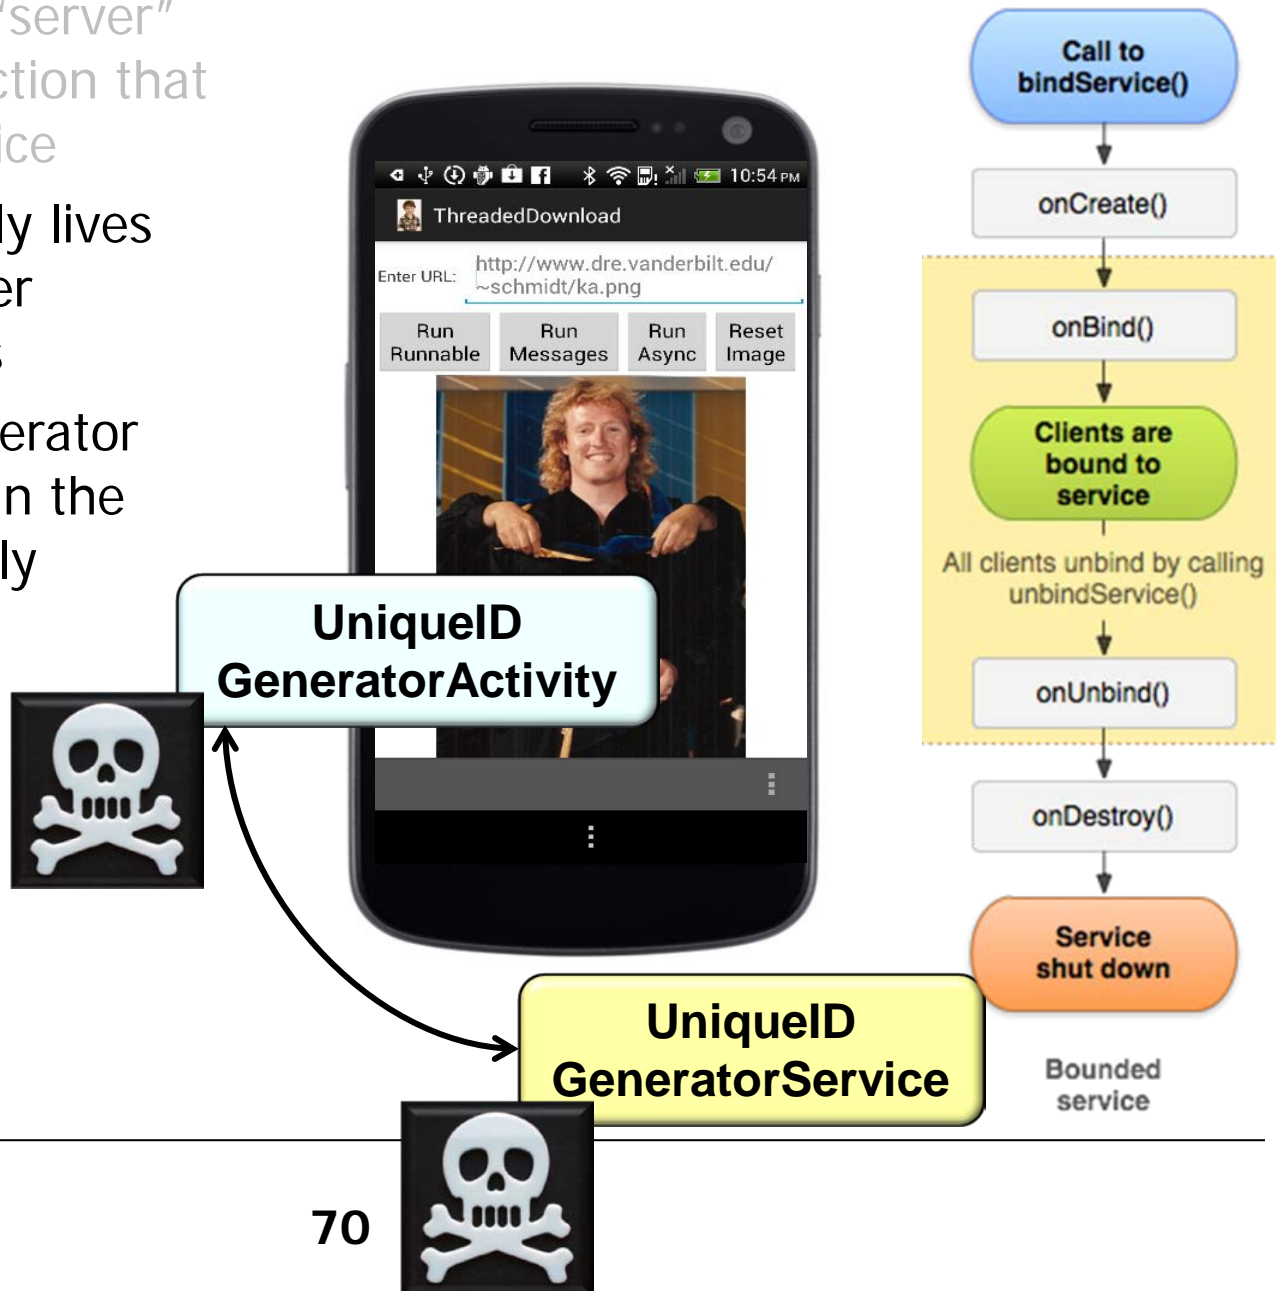 “server”
ction that
ice
ly lives
er
s
erator
n the
ly
10:54 PM
ThreadedDownload
Enter URL:
http://www.dre.vanderbilt.edu/
~schmidt/ka.png
Run
Runnable
Run
Messages
Run
Async
Reset
Image
UniqueID
GeneratorActivity
UniqueID
GeneratorService
Call to
bindService()
onCreate()
onBind()
Clients are
bound to
service
All clients unbind by calling
unbindService()
onUnbind()
onDestroy()
Service
shut down
Bounded
service
70